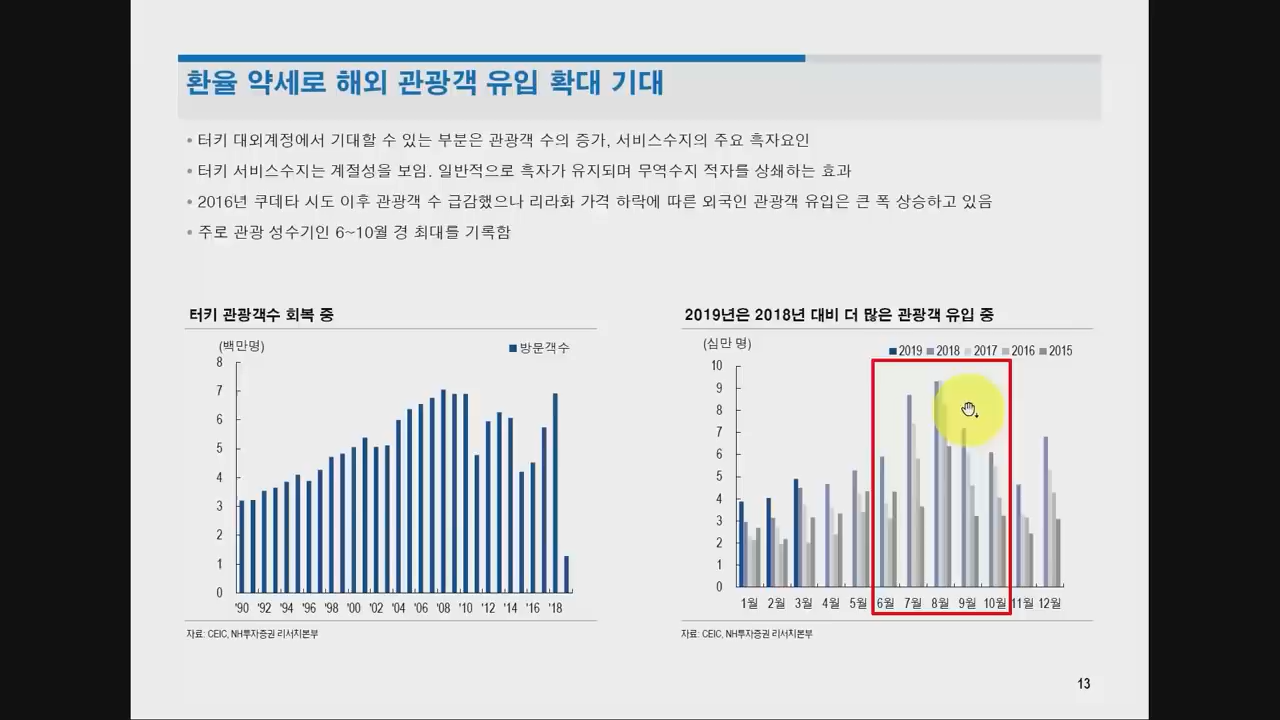 환율 약세로 해외 관광객 유입 확대 기대
• 터키 대외계정에서 기대할 수 있는 부분은 관광객 수의 증가, 서비스수지의 주요 흑자요인
• 터키 서비스수지는 계절성을 보임. 일반적으로 흑자가 유지되며 무역수지 적자를 상쇄하는 효과
• 2016년 쿠데타 시도 이후 관광객 수 급감했으나 리라화 가격 하락에 따른 외국인 관광객 유입은 큰 폭 상승하고 있음
• 주로 관광 성수기인 6~10월 경 최대를 기록함
터키 관광객수 회복 중
(백만명)
방문객수
8
7
6
5
4
3
2
1
0
'90 '92 '94 '96 '98 '00 '02 '04 '06 '08 '10 '12 '14 '16 '18
자료: CEIC, NH투자증권 리서치본부
2019년은 2018년 대비 더 많은 관광객 유입 중
(십만 명)
2019 2018 2017 2016 2015
10
9
8
7
6
5
4
3
2
1
0
1월 2월 3월 4월 5월 6월 7월 8월 9월 10월 11월 12월
자료: CEIC, NH투자증권 리서치본부
13